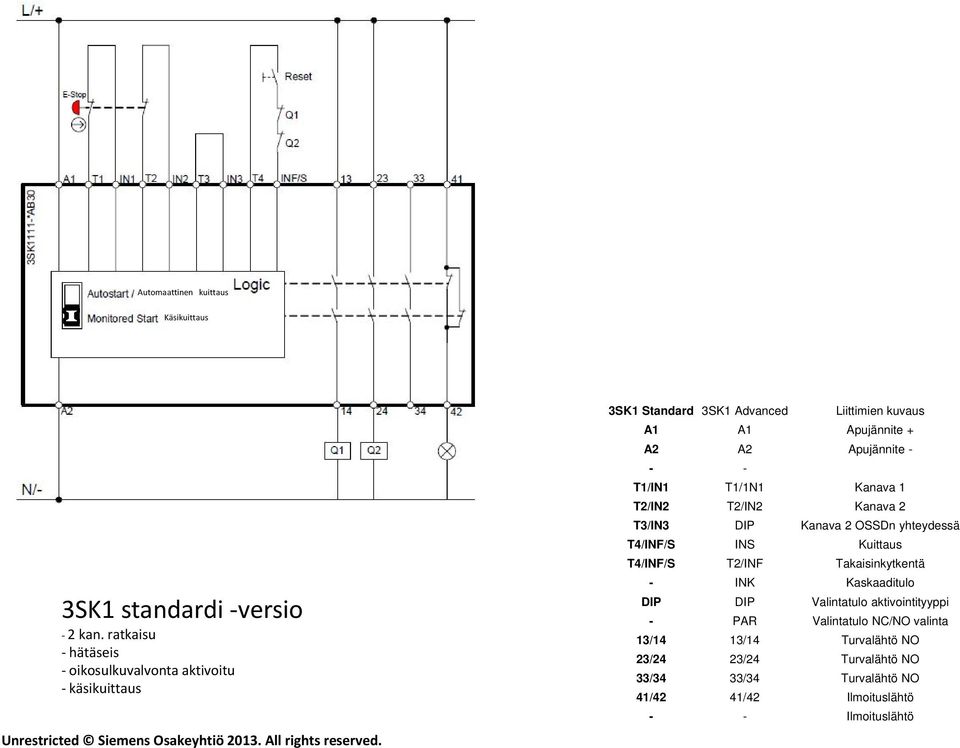 L/+
Reset
E-Stop
Q1
Q2
A1 T1 IN1 T2 IN2 T3 IN3 T4 INF/S 13 23 33 41
3SK1111-*AB30
Logic
Autostart / Automaattinen kuittaus
Monitored Start Käsikuittaus
A2 14 24 34 42
Q1 Q2
N/-
3SK1 Standard 3SK1 Advanced Liittimien kuvaus
A1 A1 Apujännite +
A2 A2 Apujännite -
- -
T1/IN1 T1/1N1 Kanava 1
T2/IN2 T2/IN2 Kanava 2
T3/IN3 DIP Kanava 2 OSSDn yhteydessä
T4/INF/S INS Kuittaus
T4/INF/S T2/INF Takaisinkytkentä
- INK Kaskaaditulo
DIP DIP Valintatulo aktivointityyppi
- PAR Valintatulo NC/NO valinta
13/14 13/14 Turvalähtö NO
23/24 23/24 Turvalähtö NO
33/34 33/34 Turvalähtö NO
41/42 41/42 Ilmoituslähtö
- - Ilmoituslähtö
3SK1 standardi -versio
- 2 kan. ratkaisu
- hätäseis
- oikosulkuvalvonta aktivoitu
- käsikuittaus
Unrestricted © Siemens Osakeyhtiö 2013. All rights reserved.